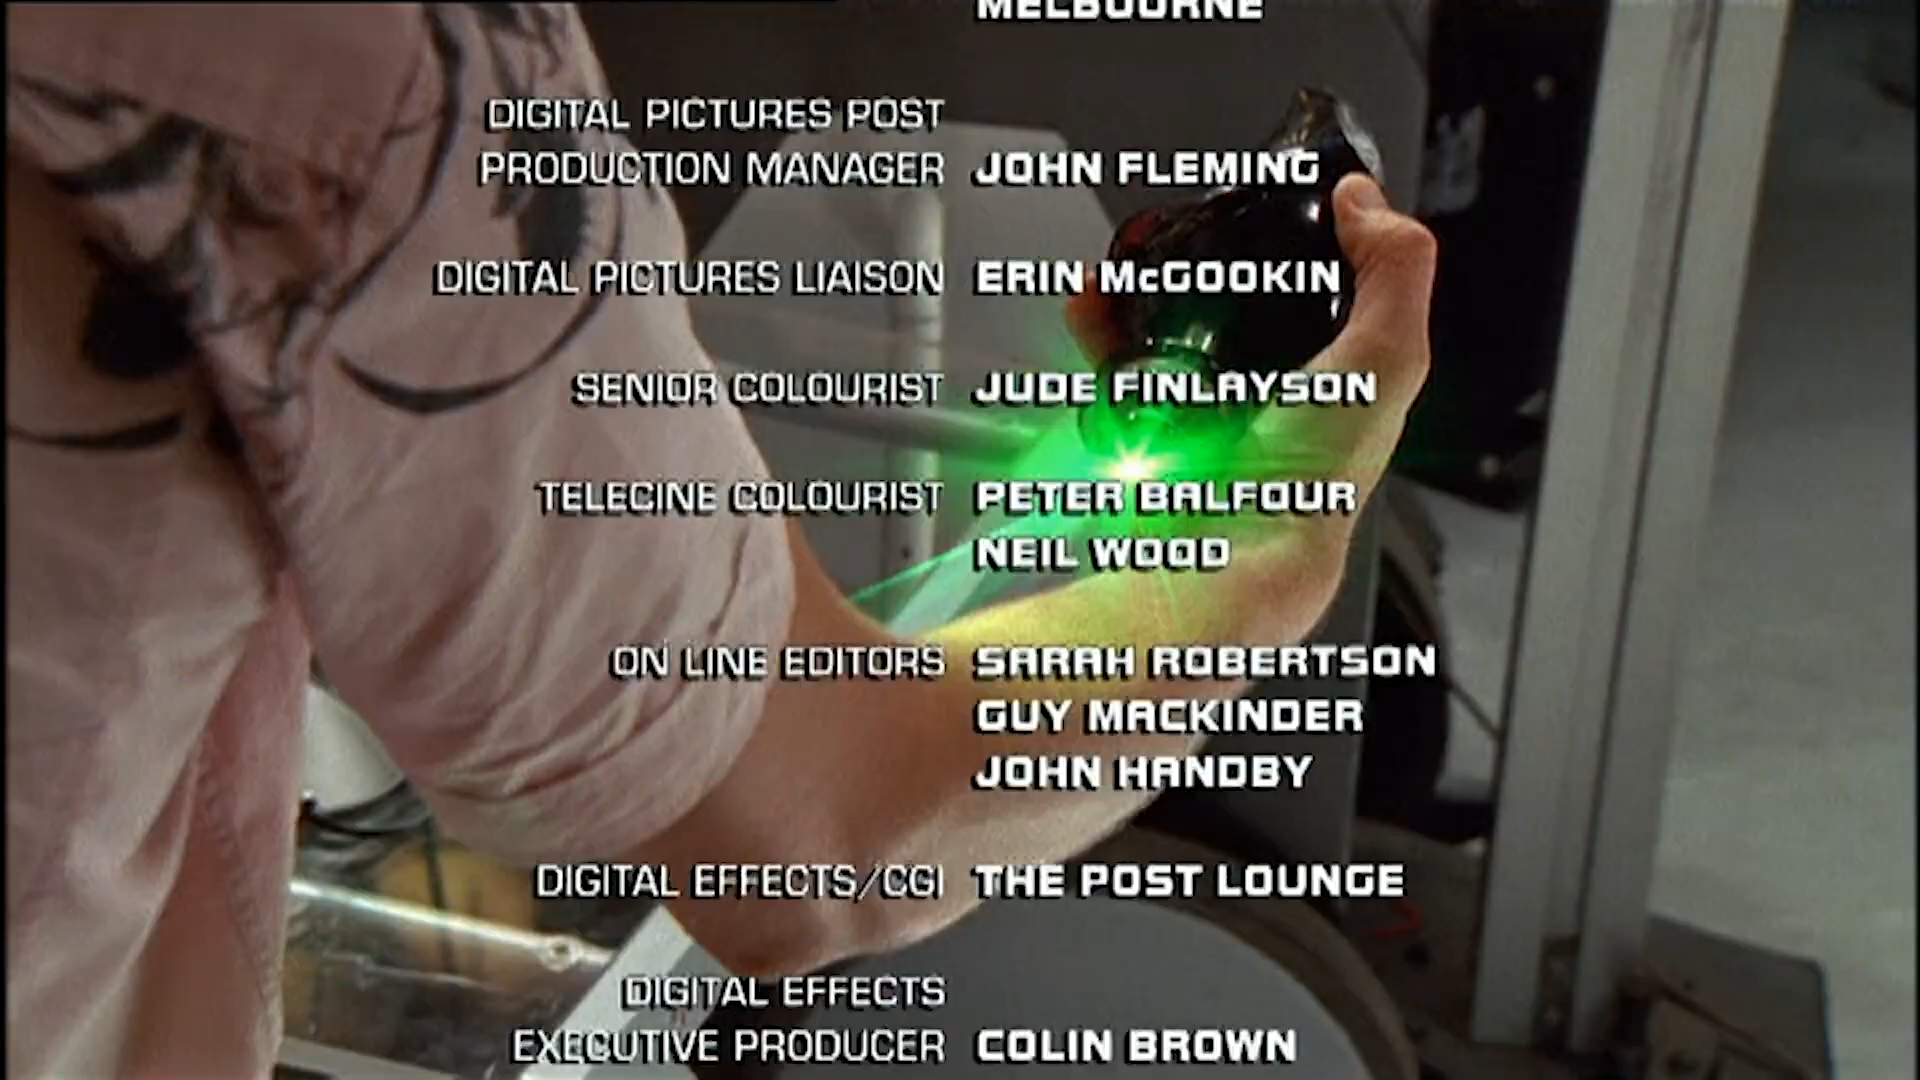 MELBOURNE
DIGITAL PICTURES POST
PRODUCTION MANAGER JOHN FLEMING
DIGITAL PICTURES LIAISON ERIN McGOOKIN
SENIOR COLOURIST JUDE FINLAYSON
TELECINE COLOURIST PETER BALFOUR
NEIL WOOD
ON LINE EDITORS SARAH ROBERTSON
GUY MACKINDER
JOHN HANDBY
DIGITAL EFFECTS/CGI THE POST LOUNGE
DIGITAL EFFECTS
EXECUTIVE PRODUCER COLIN BROWN